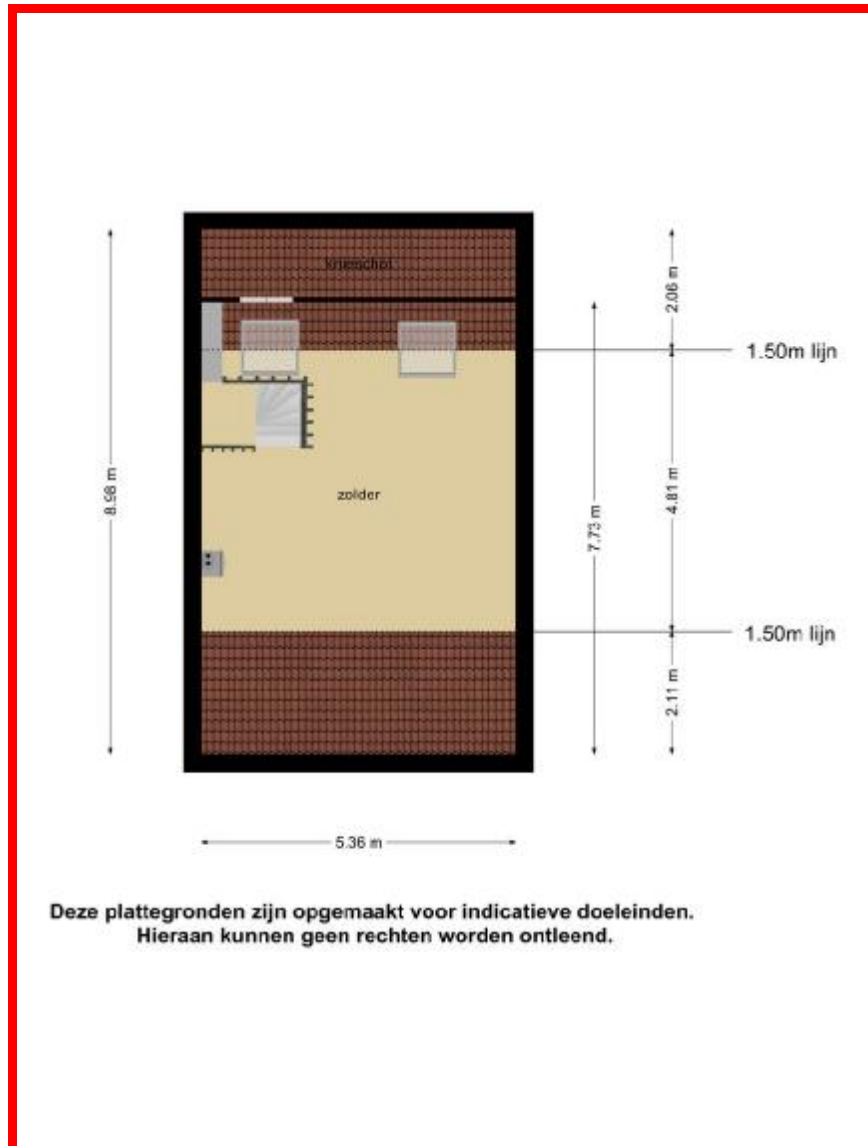 knieschot
2.06 m
1.50m lijn
8.98 m
zolder
7.73 m
4.81 m
1.50m lijn
2.11 m
5.36 m
Deze plattegronden zijn opgemaakt voor indicatieve doeleinden.
Hieraan kunnen geen rechten worden ontleend.